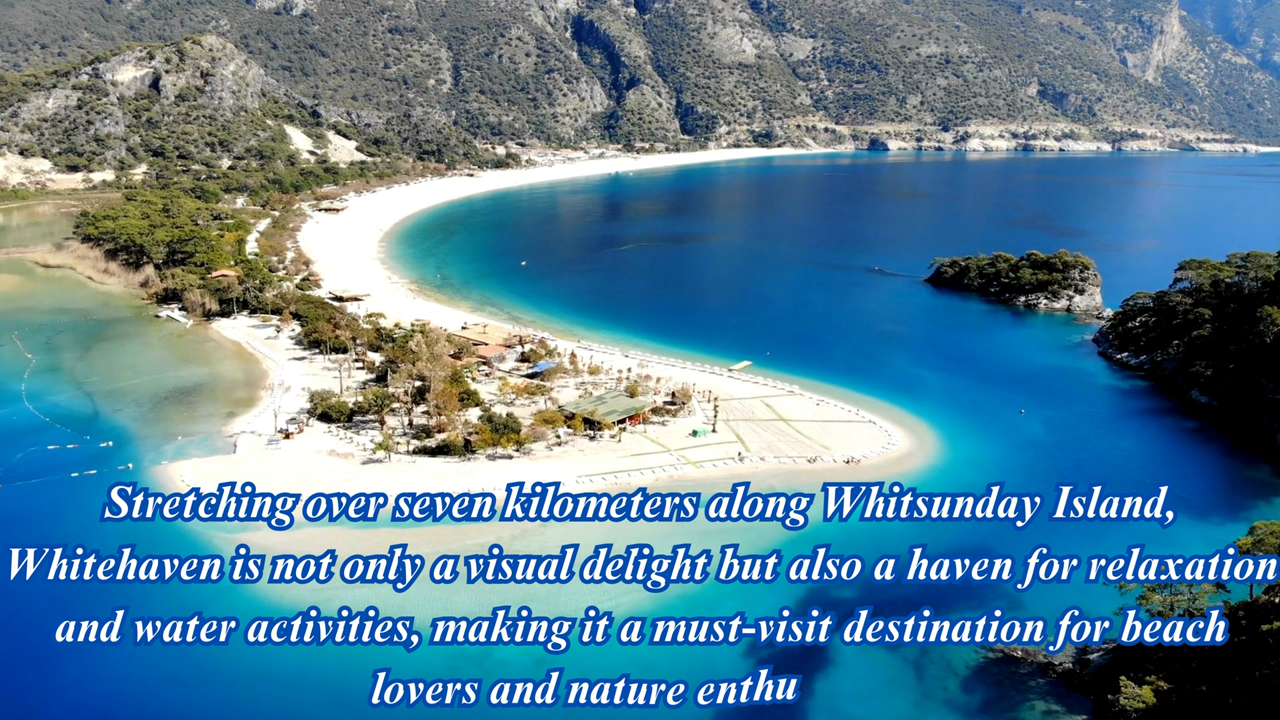 Stretching over seven kilometers along Whitsunday Island,
Whitehaven is not only a visual delight but also a haven for relaxation
and water activities, making it a must-visit destination for beach
lovers and nature enthu